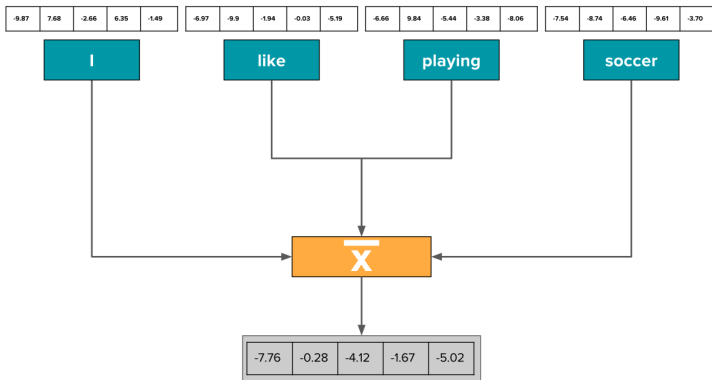 -9.87 7.68 -2.66 6.35 -1.49
-6.97 -9.9 -1.94 -0.03 -5.19
-6.66 9.84 -5.44 -3.38 -8.06
-7.54 -8.74 -6.46 -9.61 -3.70
I
like
playing
soccer
x̄
-7.76 -0.28 -4.12 -1.67 -5.02